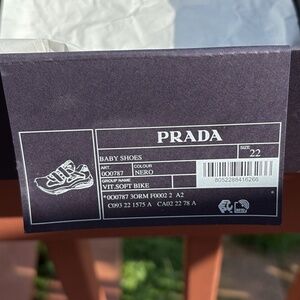 PRADA
BABY SHOES
SIZE
22
ART
0O0787
COLOUR
NERO
GROUP NAME
VIT.SOFT BIKE
8052288416266
*0O0787 3ORM F0002 2 A2
C093 22 1575 A CA02 22 78 A